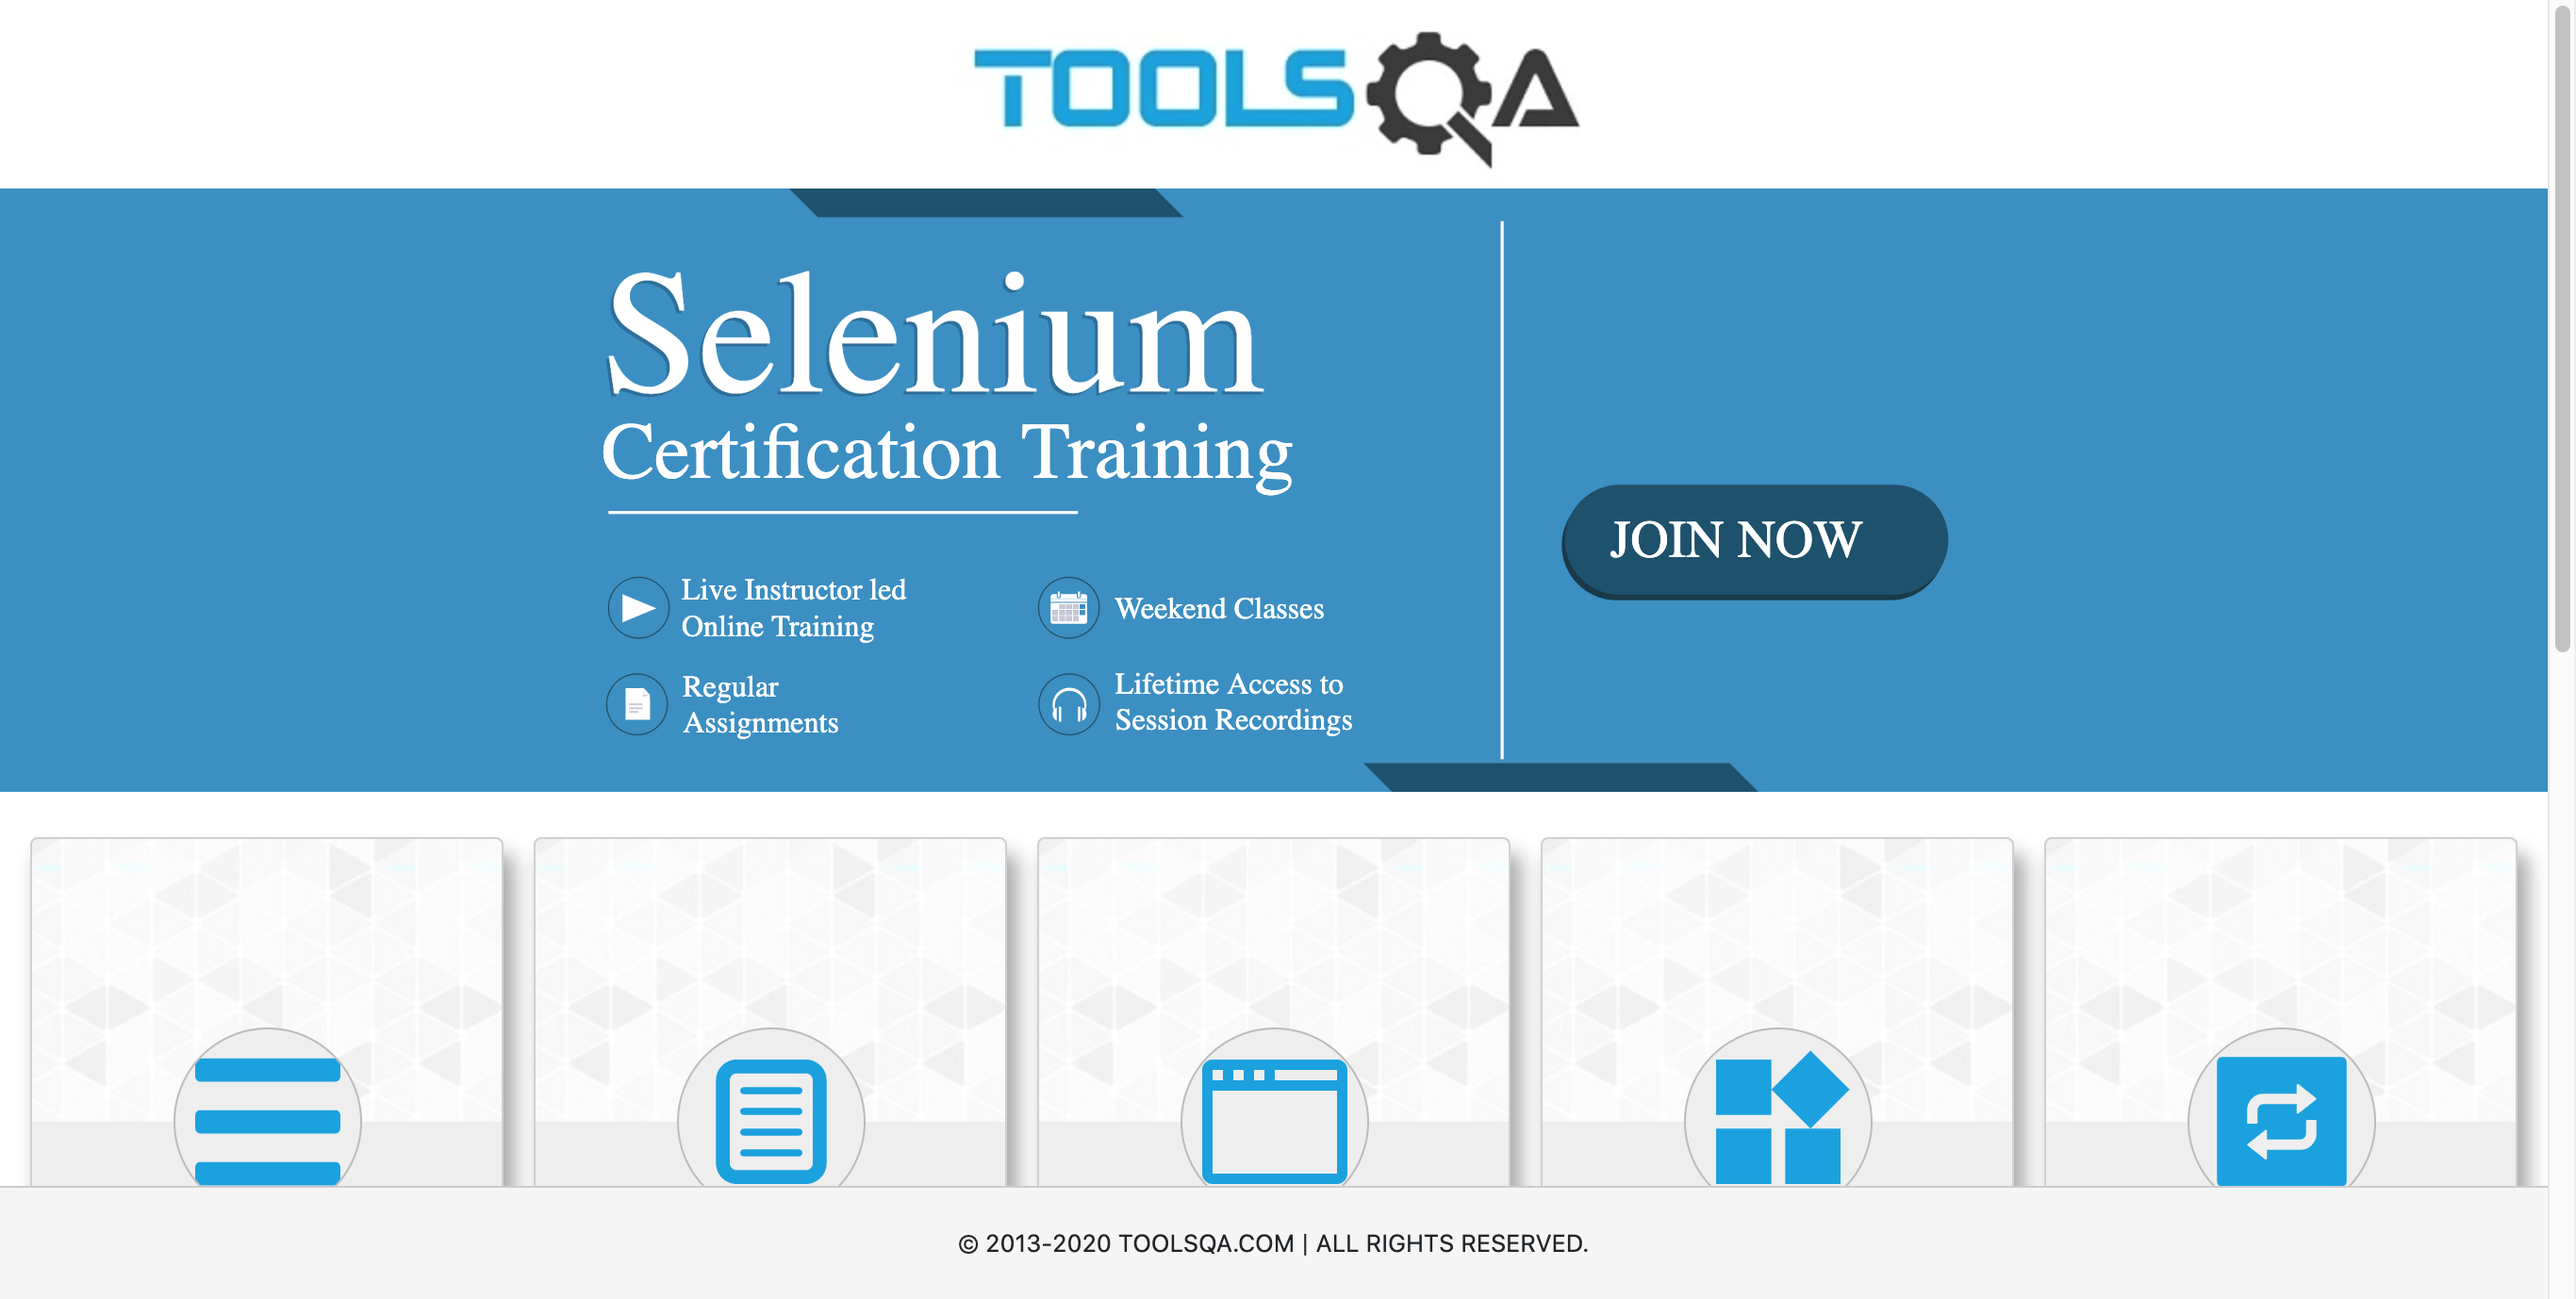 TOOLSQA
Selenium
Certification Training
JOIN NOW
Live Instructor led
Online Training
Weekend Classes
Regular
Assignments
Lifetime Access to
Session Recordings
© 2013-2020 TOOLSQA.COM | ALL RIGHTS RESERVED.